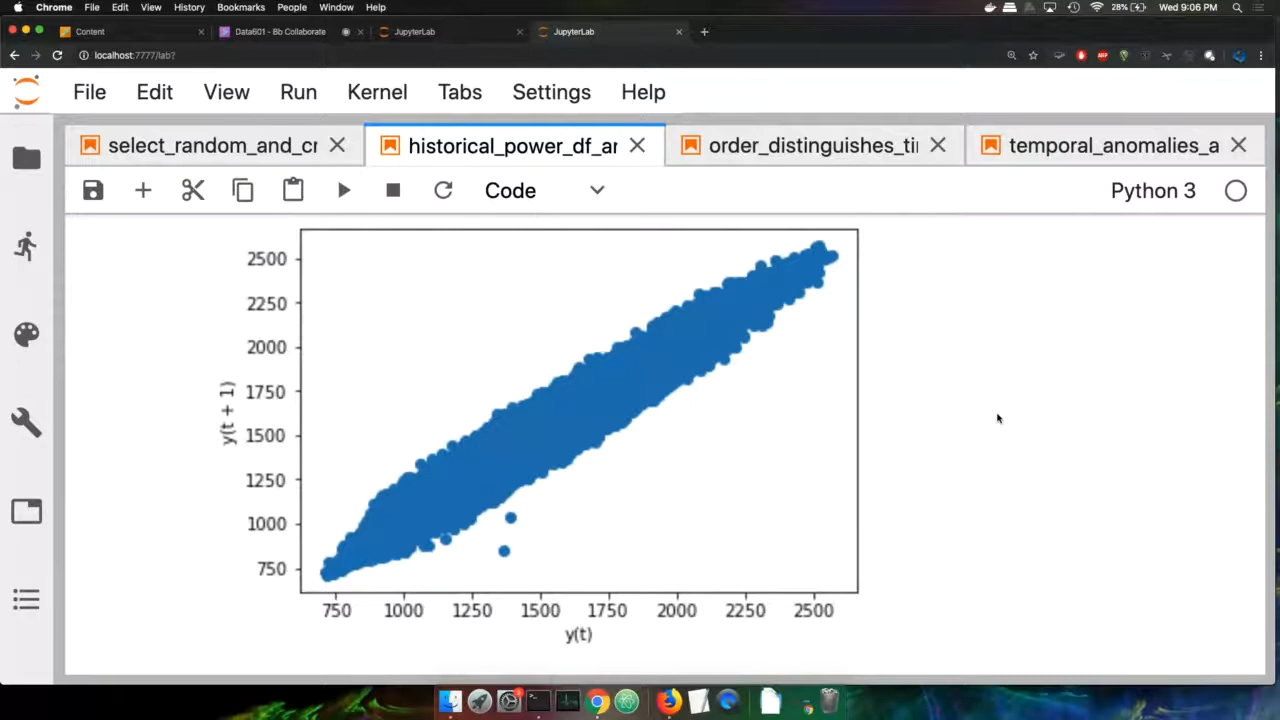 Chrome File Edit View History Bookmarks People Window Help 28% Wed 9:06 PM
Content Data601 - Bb Collaborate JupyterLab JupyterLab
localhost:7777/lab?
File Edit View Run Kernel Tabs Settings Help
select_random_and_cr historical_power_df_ar order_distinguishes_tir temporal_anomalies_a
Code Python 3
2500
2250
2000
1750
1500
1250
1000
750
y(t + 1)
750 1000 1250 1500 1750 2000 2250 2500
y(t)